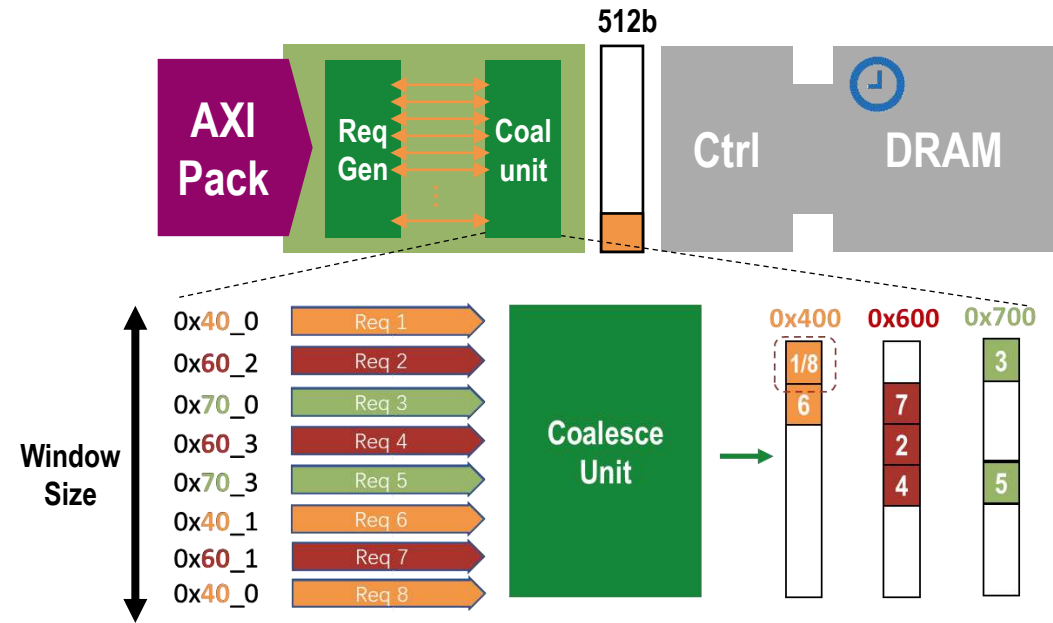 512b
AXI
Pack
Req
Gen
Coal
unit
Ctrl
DRAM
Window
Size
0x40_0
Req 1
0x60_2
Req 2
0x70_0
Req 3
0x60_3
Req 4
0x70_3
Req 5
0x40_1
Req 6
0x60_1
Req 7
0x40_0
Req 8
Coalesce
Unit
0x400
0x600
0x700
1/8
3
6
7
2
4
5